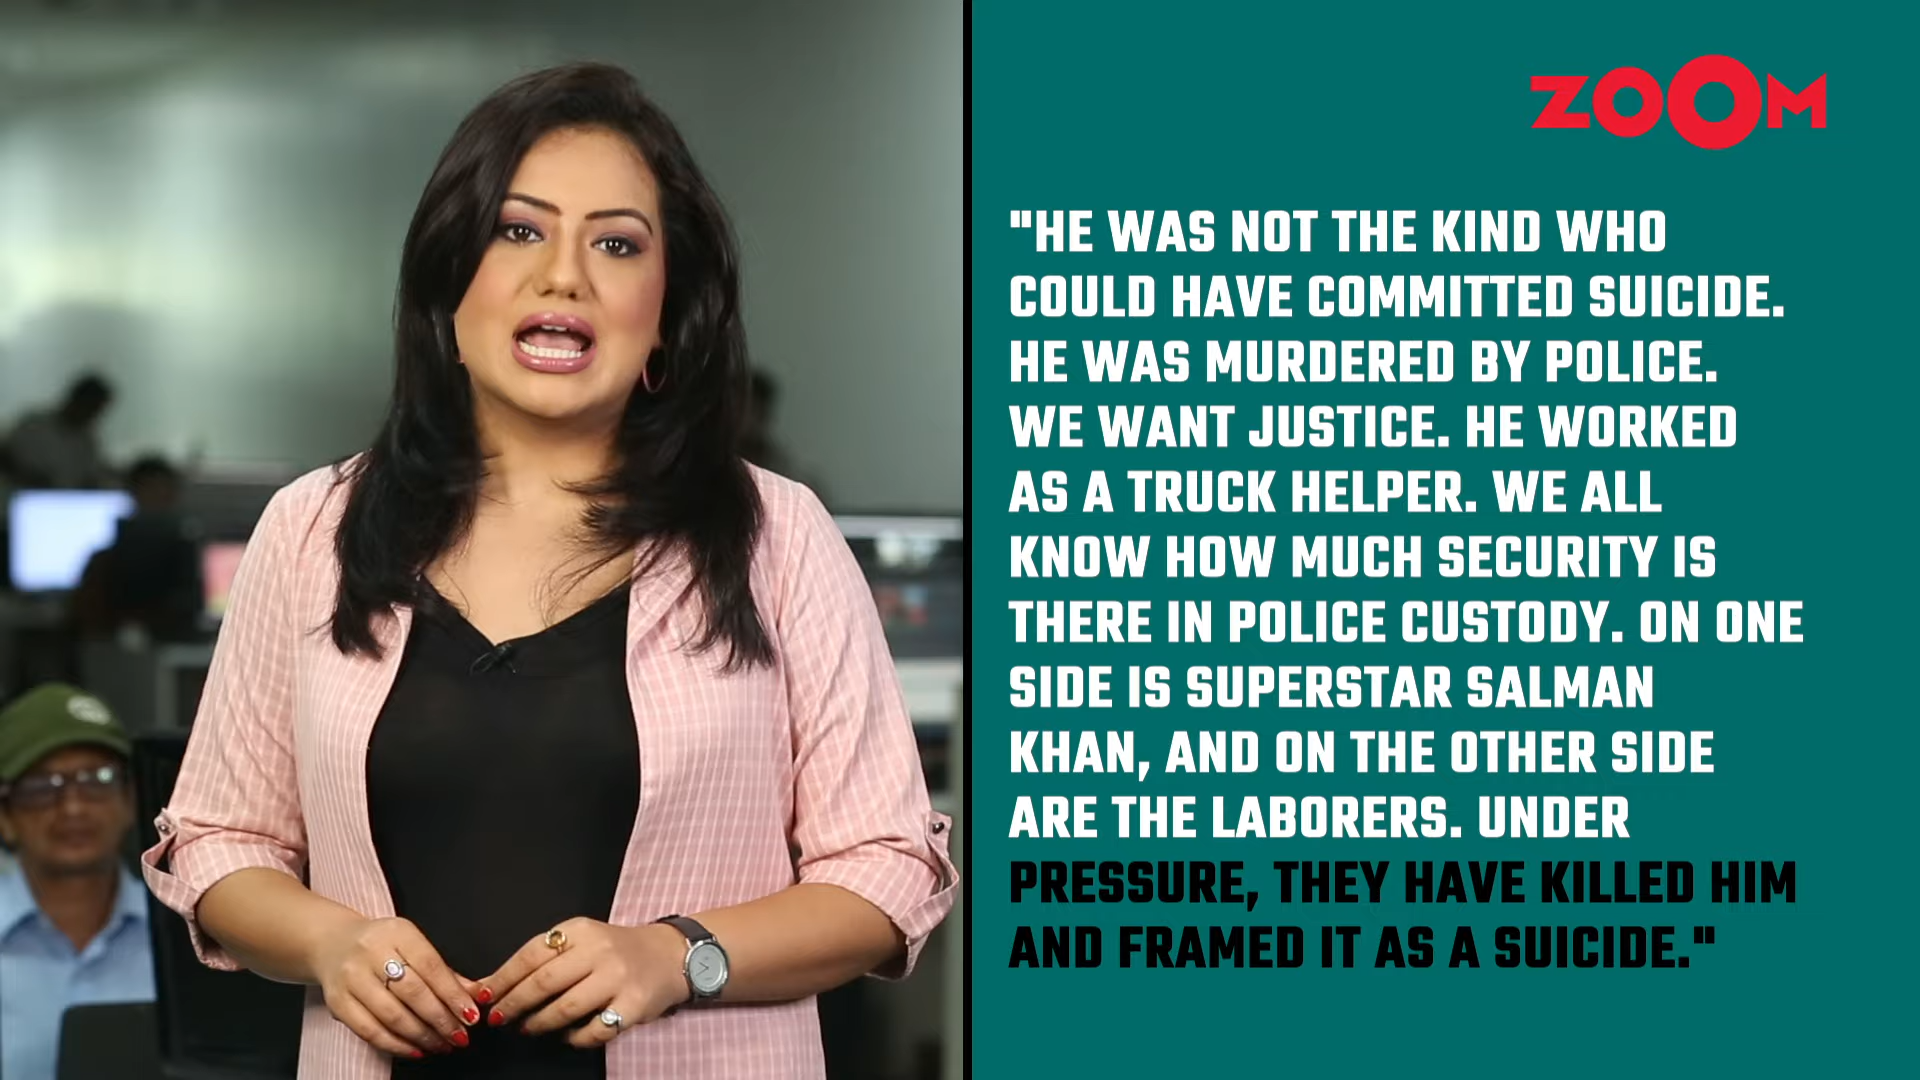 ZOOM
"HE WAS NOT THE KIND WHO
COULD HAVE COMMITTED SUICIDE.
HE WAS MURDERED BY POLICE.
WE WANT JUSTICE. HE WORKED
AS A TRUCK HELPER. WE ALL
KNOW HOW MUCH SECURITY IS
THERE IN POLICE CUSTODY. ON ONE
SIDE IS SUPERSTAR SALMAN
KHAN, AND ON THE OTHER SIDE
ARE THE LABORERS. UNDER
PRESSURE, THEY HAVE KILLED HIM
AND FRAMED IT AS A SUICIDE."